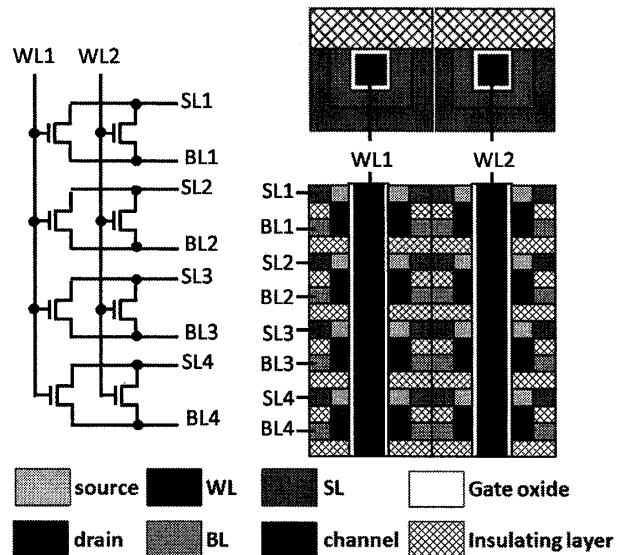 WL1 WL2
SL1
BL1
SL2
BL2
SL3
BL3
SL4
BL4
WL1 WL2
SL1
BL1
SL2
BL2
SL3
BL3
SL4
BL4
source WL SL Gate oxide
drain BL channel Insulating layer